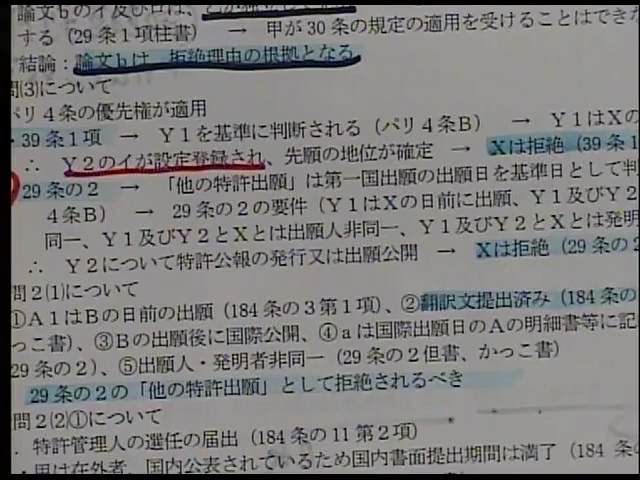 論文bのイ及びロは、
する（29条1項柱書） → 甲が30条の規定の適用を受けることでき
結論：論文bは、拒絶理由の根拠となる
問(3)について
パリ4条の優先権が適用
・39条1項 → Y1を基準に判断される（パリ4条B） → Y1はXの
∴ Y2のイが設定登録され、先願の地位が確定 → Xは拒絶（39条1
29条の2 → 「他の特許出願」は第一国出願の出願日を基準日として判
4条B） → 29条の2の要件（Y1はXの日前に出願、Y1及びY2
同一、Y1及びY2とXとは出願人非同一、Y1及びY2とXとは発明
∴ Y2について特許公報の発行又は出願公開 → Xは拒絶（29条の2
問2(1)について
①A1はBの日前の出願（184条の3第1項）、②翻訳文提出済み（184条の
っこ書）、③Bの出願後に国際公開、④aは国際出願日のAの明細書等に記
条の2）、⑤出願人・発明者非同一（29条の2但書、かっこ書）
29条の2の「他の特許出願」として拒絶されるべき
問2(2)①について
．特許管理人の選任の届出（184条の11第2項）
・甲は在外者、国内公表されているため国内書面提出期間は満了（184条の